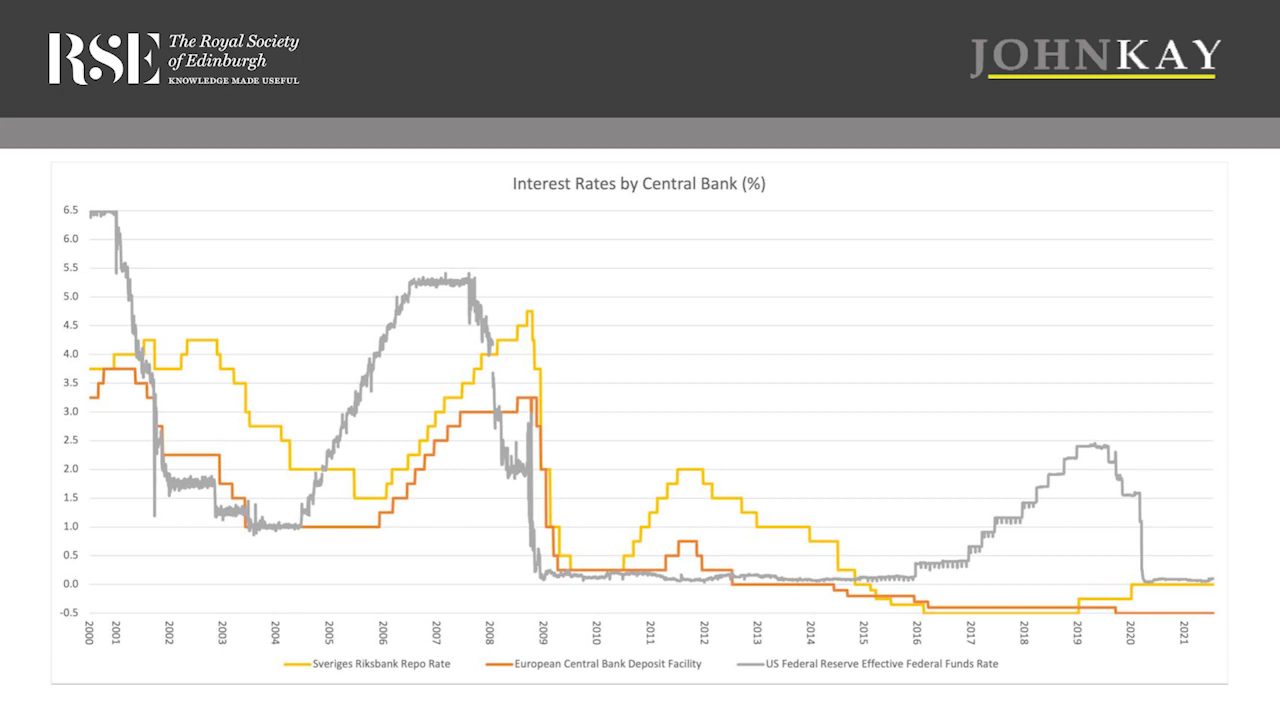 RSE
The Royal Society
of Edinburgh
KNOWLEDGE MADE USEFUL
JOHNKAY
Interest Rates by Central Bank (%)
6.5
6.0
5.5
5.0
4.5
4.0
3.5
3.0
2.5
2.0
1.5
1.0
0.5
0.0
-0.5
2000 2001 2002 2003 2004 2005 2006 2007 2008 2009 2010 2011 2012 2013 2014 2015 2016 2017 2018 2019 2020 2021
Sveriges Riksbank Repo Rate European Central Bank Deposit Facility US Federal Reserve Effective Federal Funds Rate